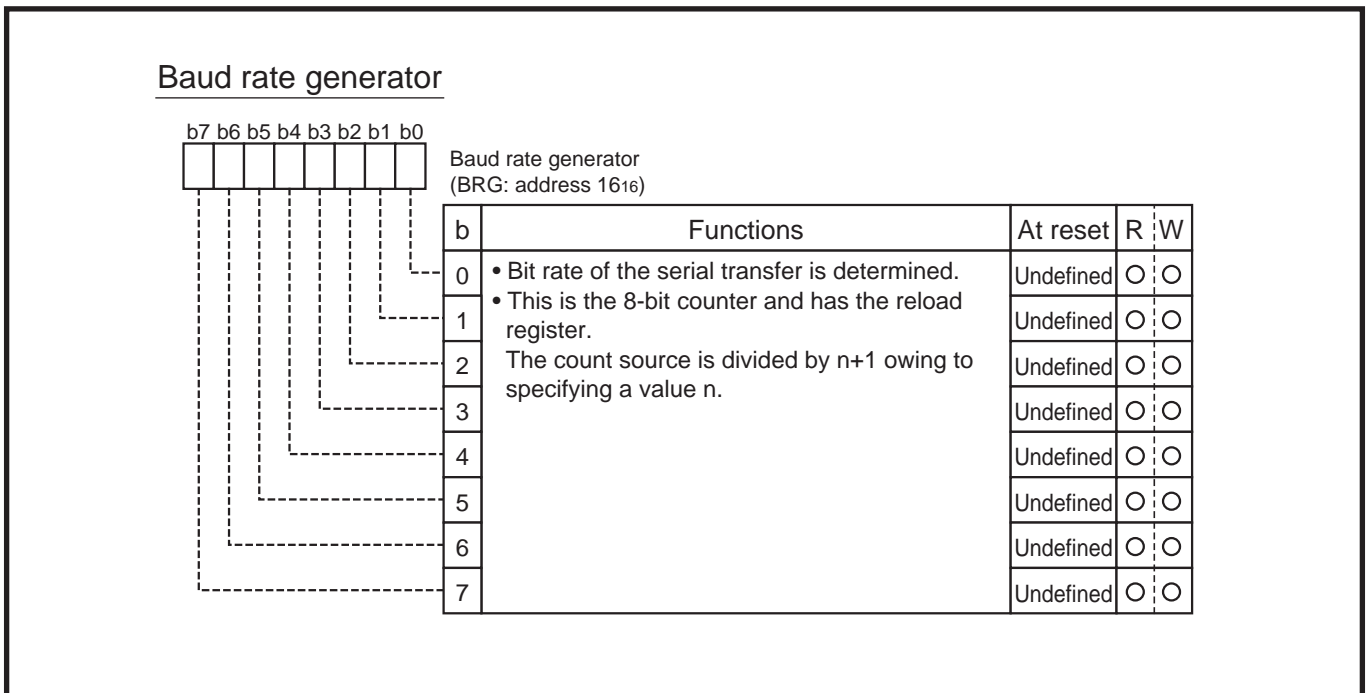 Baud rate generator
b7 b6 b5 b4 b3 b2 b1 b0
Baud rate generator
(BRG: address 16₁₆)
b Functions At reset R W
0 • Bit rate of the serial transfer is determined. Undefined ○ ○
• This is the 8-bit counter and has the reload
1 register. Undefined ○ ○
2 The count source is divided by n+1 owing to Undefined ○ ○
specifying a value n.
3 Undefined ○ ○
4 Undefined ○ ○
5 Undefined ○ ○
6 Undefined ○ ○
7 Undefined ○ ○